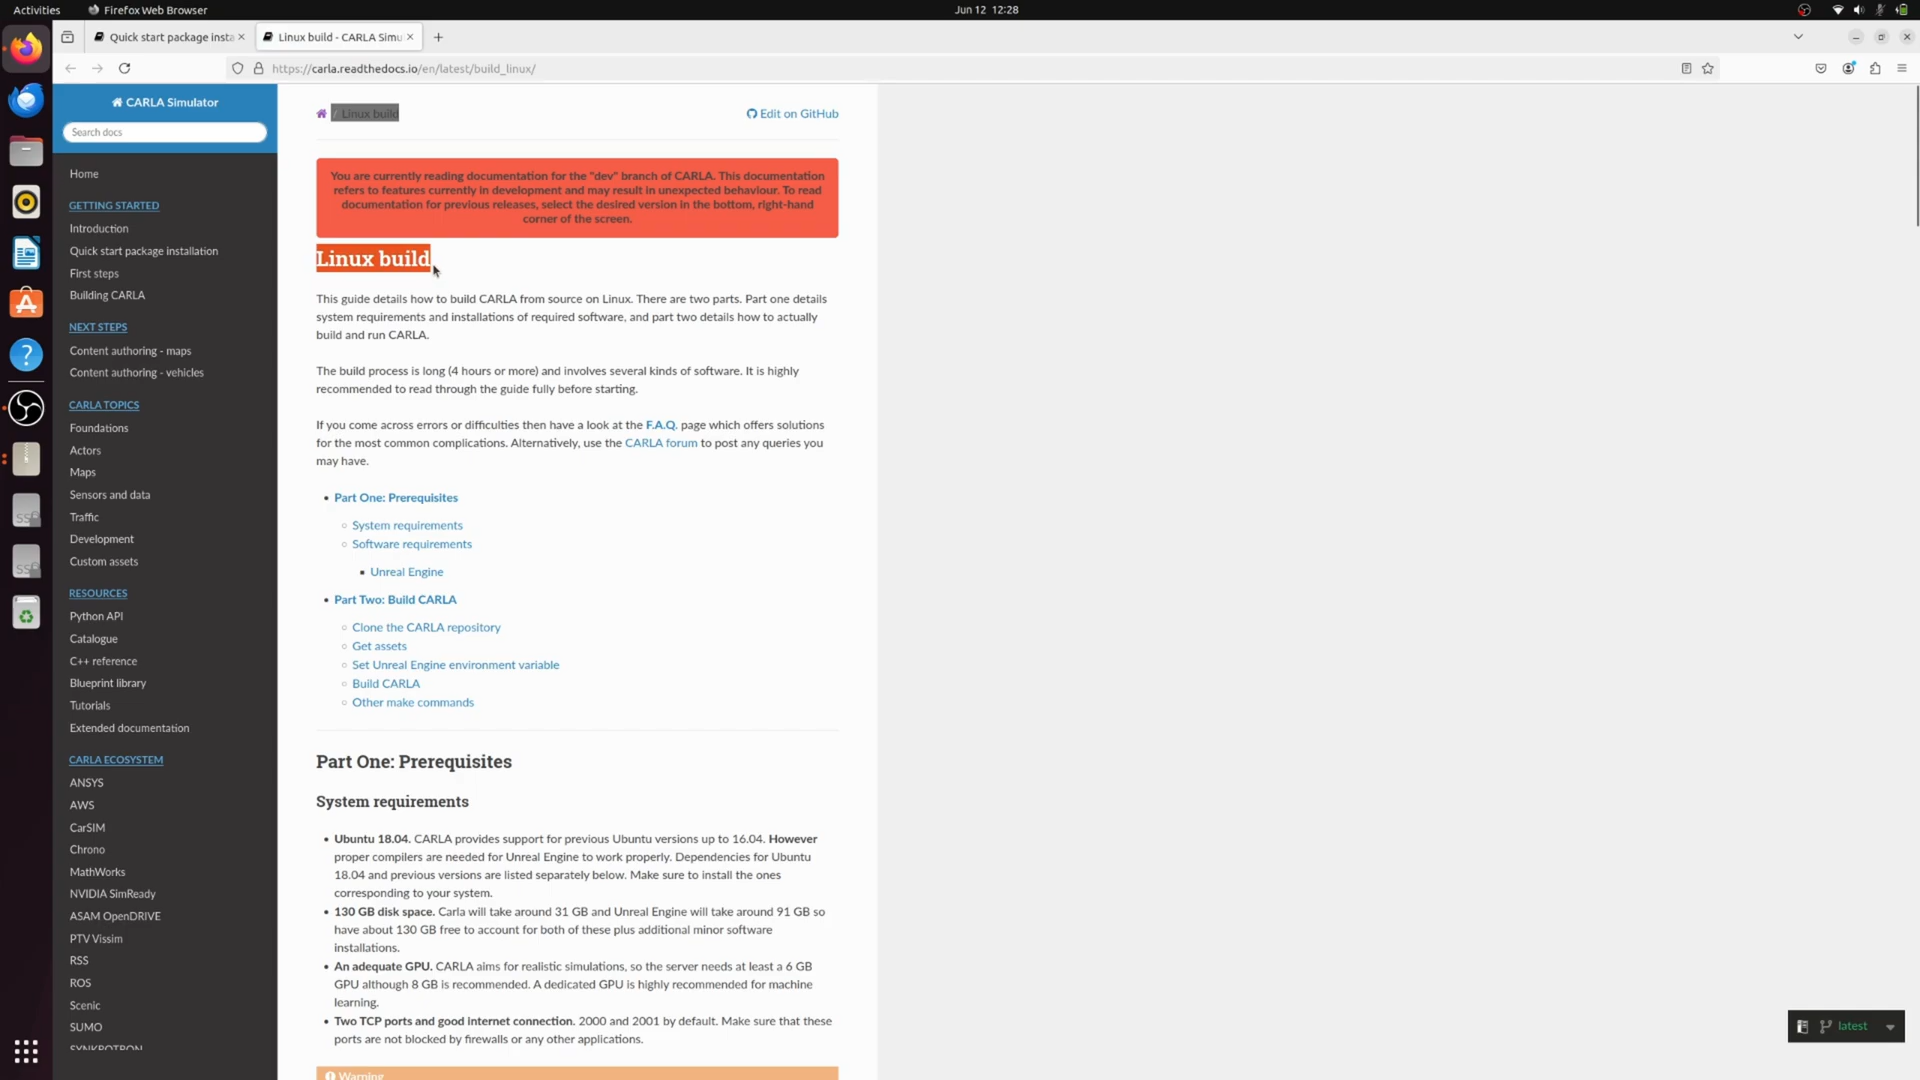 Activities
Firefox Web Browser
Jun 12 12:28
Quick start package insta
Linux build - CARLA Simu
https://carla.readthedocs.io/en/latest/build_linux/
CARLA Simulator
Search docs
Home
GETTING STARTED
Introduction
Quick start package installation
First steps
Building CARLA
NEXT STEPS
Content authoring - maps
Content authoring - vehicles
CARLA TOPICS
Foundations
Actors
Maps
Sensors and data
Traffic
Development
Custom assets
RESOURCES
Python API
Catalogue
C++ reference
Blueprint library
Tutorials
Extended documentation
CARLA ECOSYSTEM
ANSYS
AWS
CarSIM
Chrono
MathWorks
NVIDIA SimReady
ASAM OpenDRIVE
PTV Vissim
RSS
ROS
Scenic
SUMO
SYNKROTRON
/ Linux build
Edit on GitHub
You are currently reading documentation for the "dev" branch of CARLA. This documentation
refers to features currently in development and may result in unexpected behaviour. To read
documentation for previous releases, select the desired version in the bottom, right-hand
corner of the screen.
Linux build
This guide details how to build CARLA from source on Linux. There are two parts. Part one details
system requirements and installations of required software, and part two details how to actually
build and run CARLA.
The build process is long (4 hours or more) and involves several kinds of software. It is highly
recommended to read through the guide fully before starting.
If you come across errors or difficulties then have a look at the F.A.Q. page which offers solutions
for the most common complications. Alternatively, use the CARLA forum to post any queries you
may have.
Part One: Prerequisites
System requirements
Software requirements
Unreal Engine
Part Two: Build CARLA
Clone the CARLA repository
Get assets
Set Unreal Engine environment variable
Build CARLA
Other make commands
Part One: Prerequisites
System requirements
Ubuntu 18.04. CARLA provides support for previous Ubuntu versions up to 16.04. However
proper compilers are needed for Unreal Engine to work properly. Dependencies for Ubuntu
18.04 and previous versions are listed separately below. Make sure to install the ones
corresponding to your system.
130 GB disk space. Carla will take around 31 GB and Unreal Engine will take around 91 GB so
have about 130 GB free to account for both of these plus additional minor software
installations.
An adequate GPU. CARLA aims for realistic simulations, so the server needs at least a 6 GB
GPU although 8 GB is recommended. A dedicated GPU is highly recommended for machine
learning.
Two TCP ports and good internet connection. 2000 and 2001 by default. Make sure that these
ports are not blocked by firewalls or any other applications.
Warning
latest